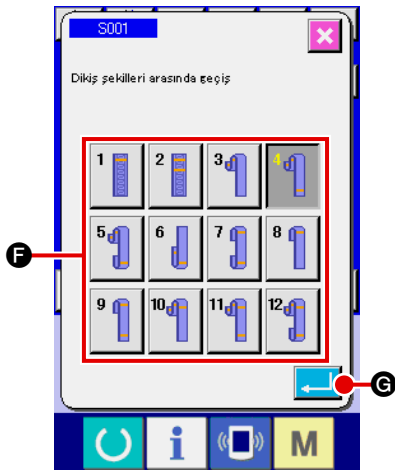 S001
Dikiş şekilleri arasında geçiş
1 2 3 4
F 5 6 7 8
9 10 11 12
G
i M